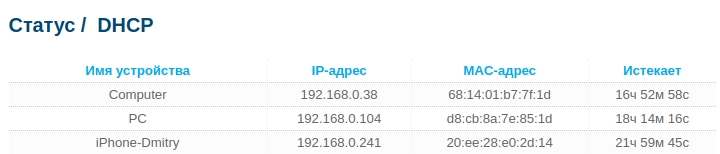 Статус / DHCP
Имя устройства IP-адрес MAC-адрес Истекает
Computer 192.168.0.38 68:14:01:b7:7f:1d 16ч 52м 58с
PC 192.168.0.104 d8:cb:8a:7e:85:1d 18ч 14м 16с
iPhone-Dmitry 192.168.0.241 20:ee:28:e0:2d:14 21ч 59м 45с